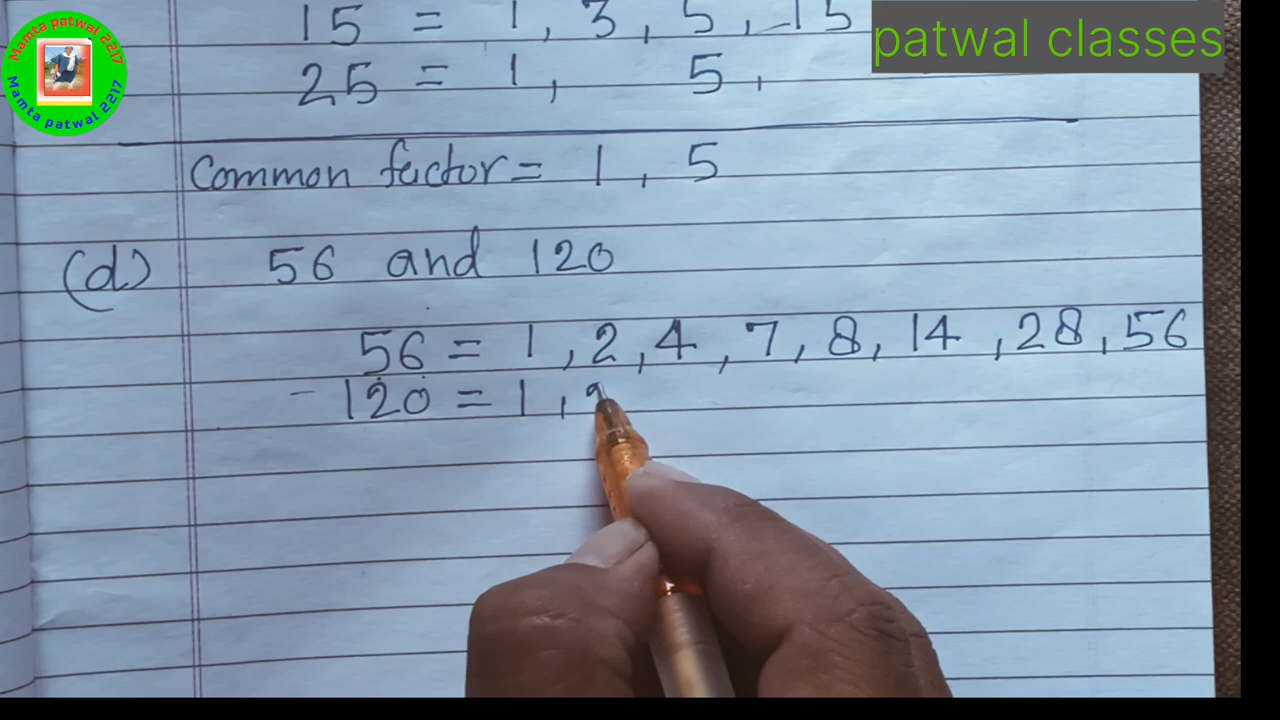 Mamta patwal 2217
Mamta patwal 2217
patwal classes
15 = 1, 3, 5, 15
25 = 1, 5,
Common factor = 1, 5
(d) 56 and 120
56 = 1, 2, 4, 7, 8, 14, 28, 56
120 = 1,